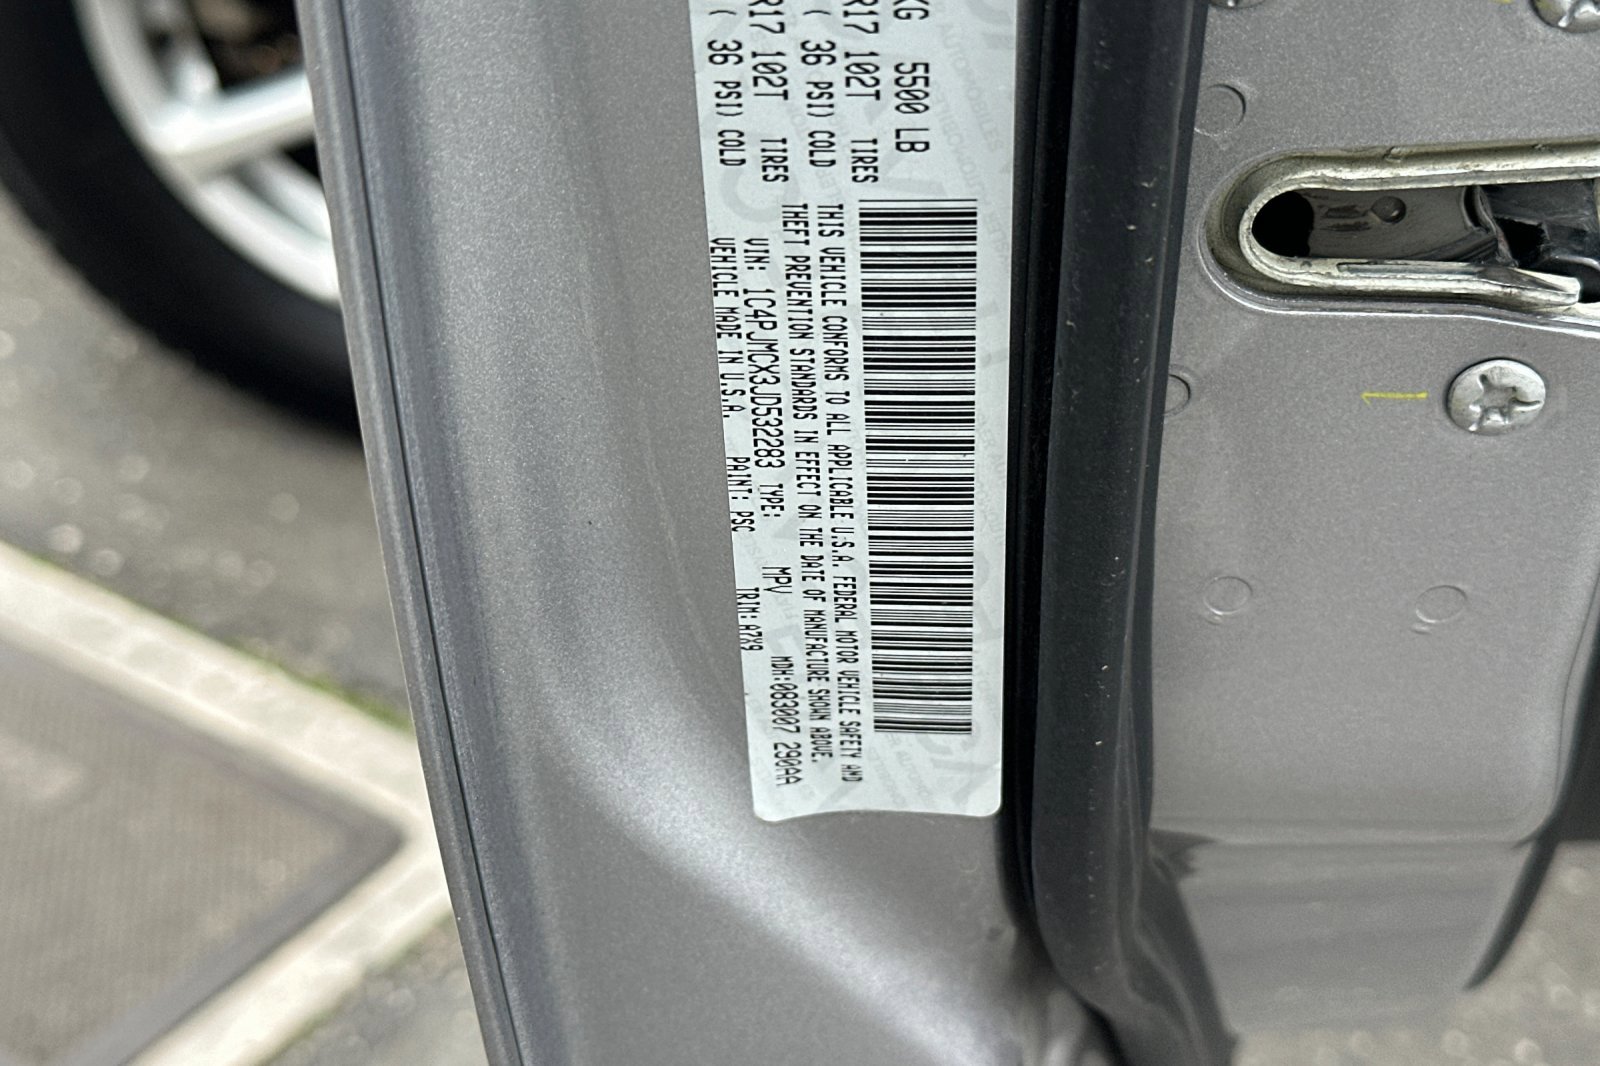 KG 5500 LB
R17 102T TIRES
( 36 PSI) COLD
R17 102T TIRES
( 36 PSI) COLD
THIS VEHICLE CONFORMS TO ALL APPLICABLE U.S.A. FEDERAL MOTOR VEHICLE SAFETY AND
THEFT PREVENTION STANDARDS IN EFFECT ON THE DATE OF MANUFACTURE SHOWN ABOVE.
VIN: 1C4PJMCX3JD532283 TYPE: MPV MDH:083007 290AA
VEHICLE MADE IN U.S.A. PAINT: PSC TRIM: A7X9